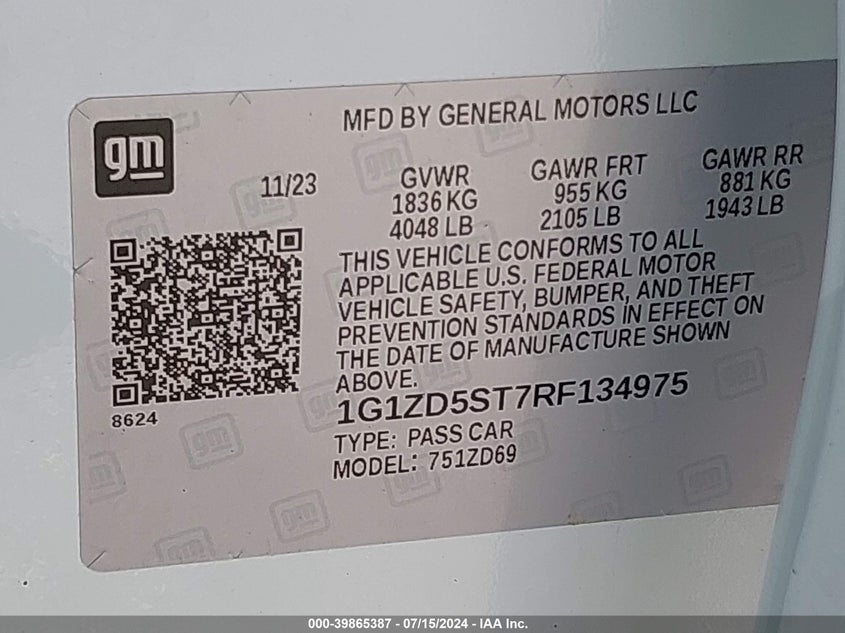 gm
MFD BY GENERAL MOTORS LLC
11/23
GVWR
1836 KG
4048 LB
GAWR FRT
955 KG
2105 LB
GAWR RR
881 KG
1943 LB
THIS VEHICLE CONFORMS TO ALL
APPLICABLE U.S. FEDERAL MOTOR
VEHICLE SAFETY, BUMPER, AND THEFT
PREVENTION STANDARDS IN EFFECT ON
THE DATE OF MANUFACTURE SHOWN
ABOVE.
8624
1G1ZD5ST7RF134975
TYPE: PASS CAR
MODEL: 751ZD69
000-39865387 - 07/15/2024 - IAA Inc.